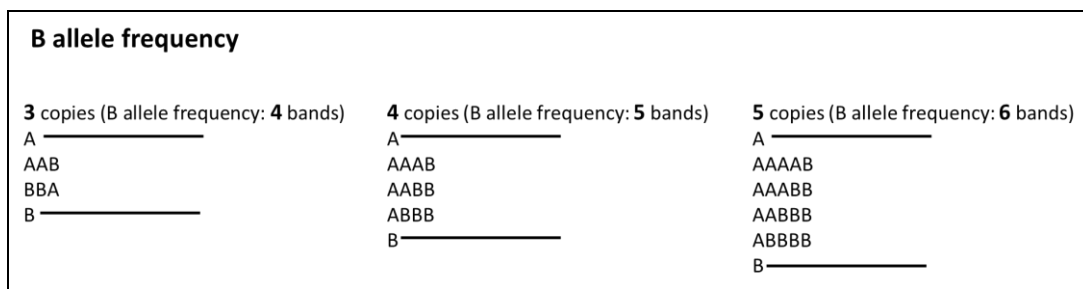 B allele frequency
3 copies (B allele frequency: 4 bands)
A
AAB
BBA
B
4 copies (B allele frequency: 5 bands)
A
AAAB
AABB
ABBB
B
5 copies (B allele frequency: 6 bands)
A
AAAAB
AAABB
AABBB
ABBBB
B